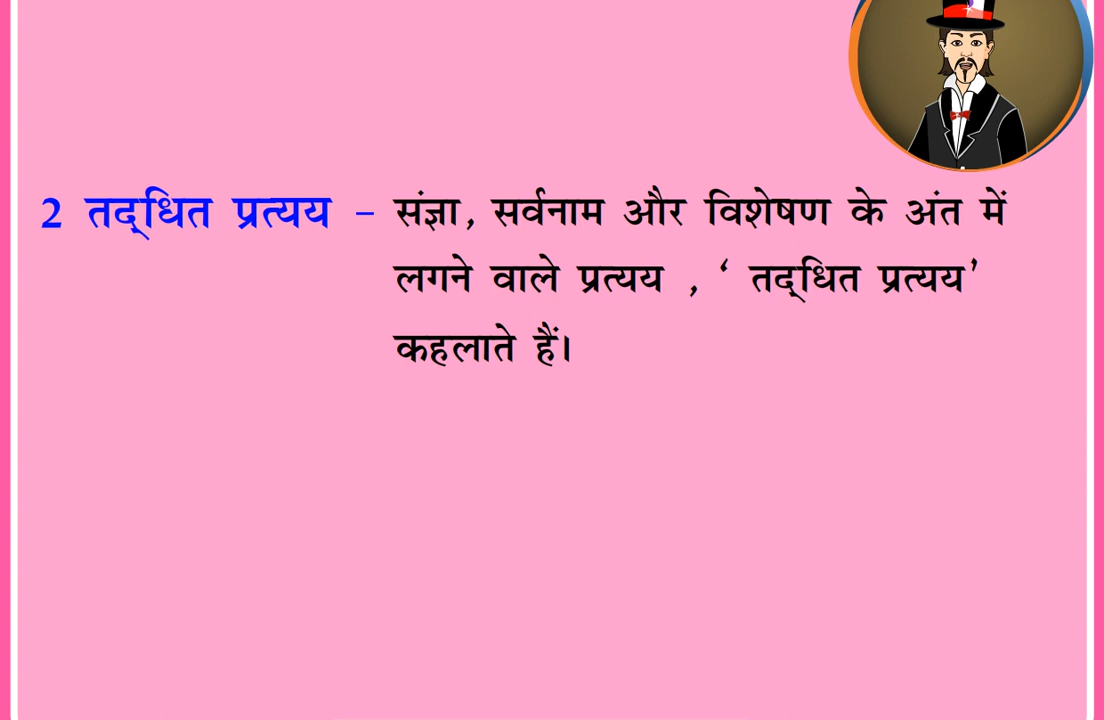 2 तद्धित प्रत्यय – संज्ञा, सर्वनाम और विशेषण के अंत में
लगने वाले प्रत्यय , ‘ तद्धित प्रत्यय’
कहलाते हैं।